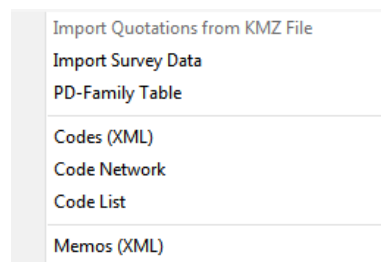 Import Quotations from KMZ File
Import Survey Data
PD-Family Table
Codes (XML)
Code Network
Code List
Memos (XML)